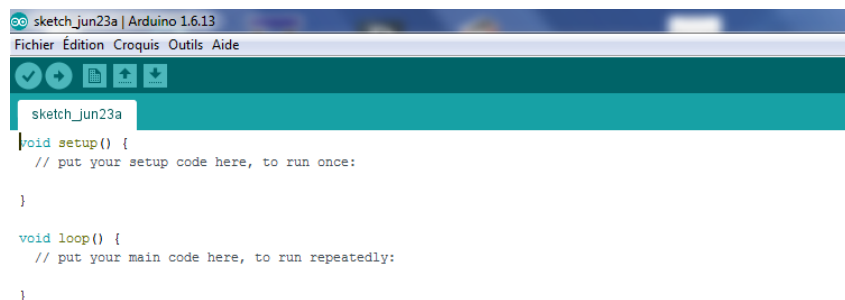 sketch_jun23a | Arduino 1.6.13
Fichier Édition Croquis Outils Aide
sketch_jun23a
void setup() {
  // put your setup code here, to run once:
}
void loop() {
  // put your main code here, to run repeatedly:
}